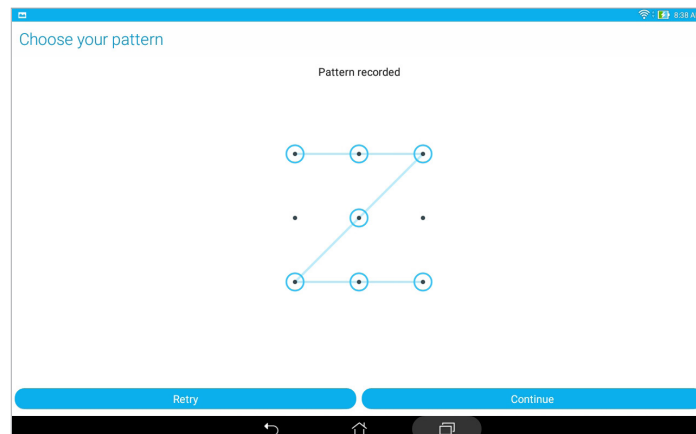 8:38 A
Choose your pattern
Pattern recorded
Retry
Continue